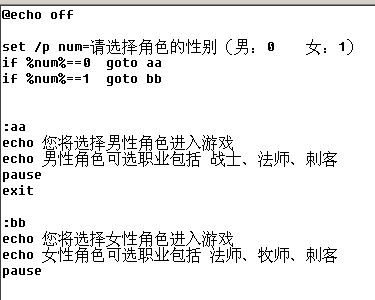 @echo off
set /p num=请选择角色的性别（男：0    女：1）
if %num%==0  goto aa
if %num%==1  goto bb
:aa
echo 您将选择男性角色进入游戏
echo 男性角色可选职业包括 战士、法师、刺客
pause
exit
:bb
echo 您将选择女性角色进入游戏
echo 女性角色可选职业包括 法师、牧师、刺客
pause